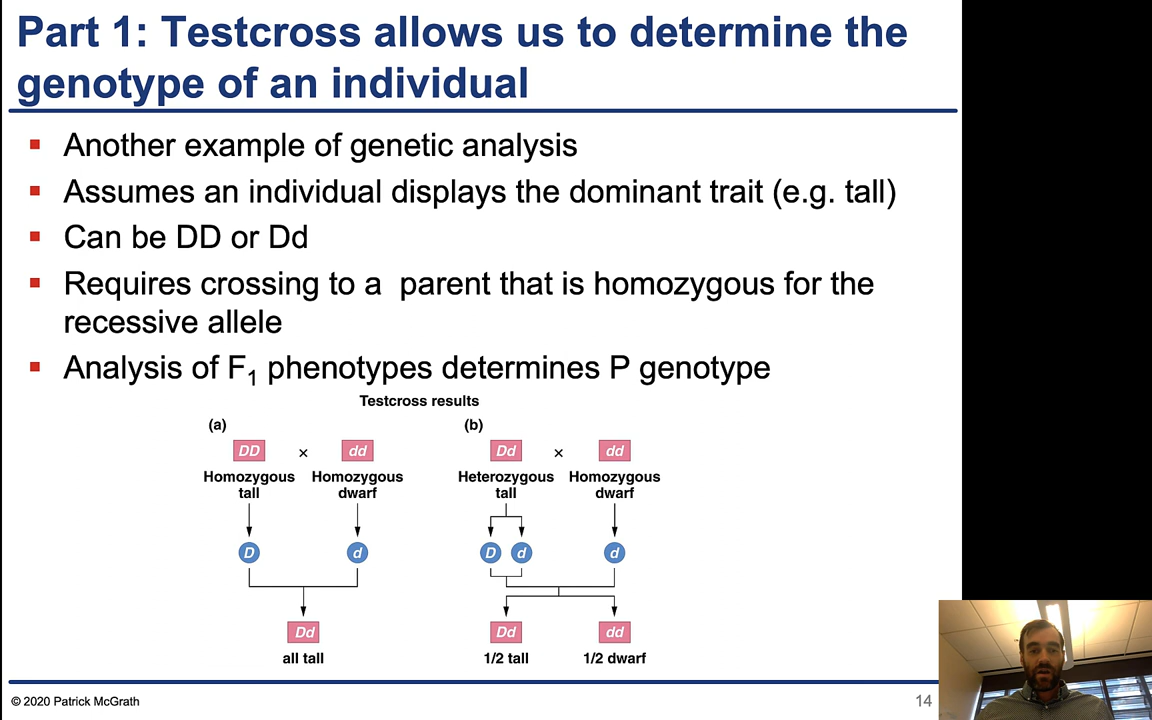 Part 1: Testcross allows us to determine the
genotype of an individual
Another example of genetic analysis
Assumes an individual displays the dominant trait (e.g. tall)
Can be DD or Dd
Requires crossing to a  parent that is homozygous for the
recessive allele
Analysis of F1 phenotypes determines P genotype
Testcross results
(a)
DD × dd
Homozygous tall
Homozygous dwarf
D d
Dd
all tall
(b)
Dd × dd
Heterozygous tall
Homozygous dwarf
D d d
Dd dd
1/2 tall 1/2 dwarf
© 2020 Patrick McGrath
14